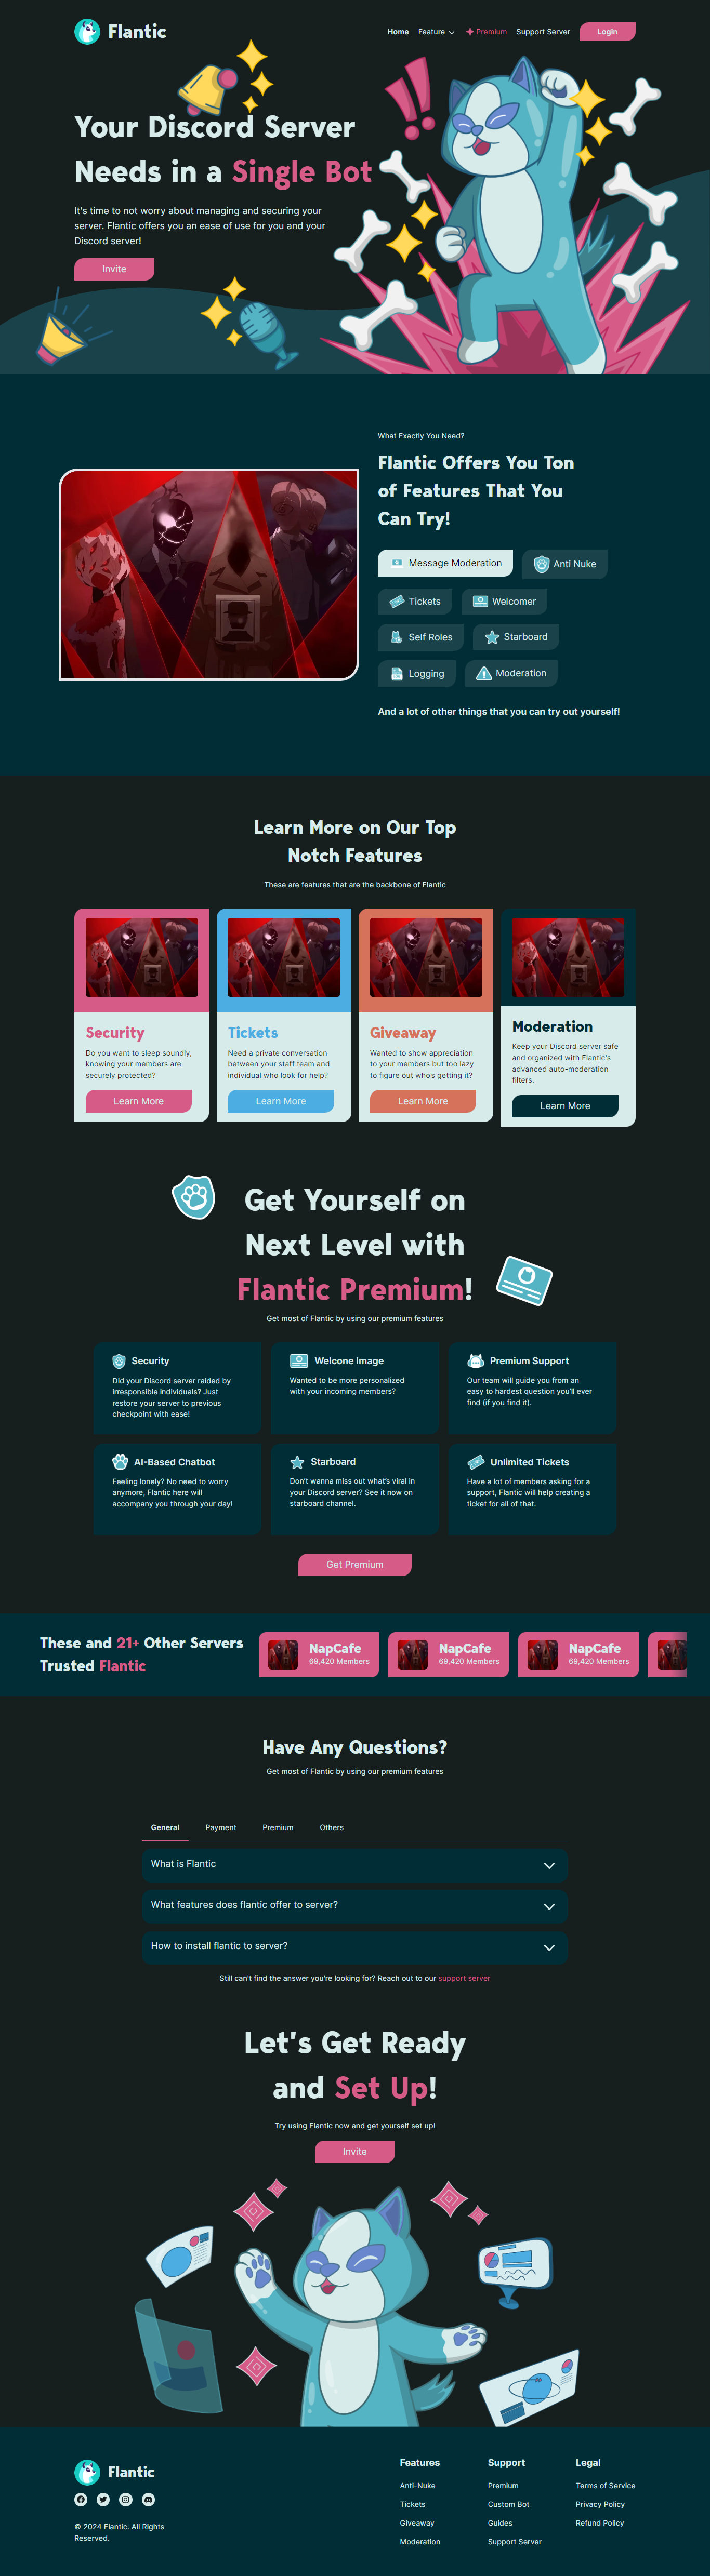 Flantic
Home Feature Premium Support Server Login
Your Discord Server
Needs in a Single Bot
It's time to not worry about managing and securing your
server. Flantic offers you an ease of use for you and your
Discord server!
Invite
What Exactly You Need?
Flantic Offers You Ton
of Features That You
Can Try!
Message Moderation Anti Nuke
Tickets Welcomer
Self Roles Starboard
Logging Moderation
And a lot of other things that you can try out yourself!
Learn More on Our Top
Notch Features
These are features that are the backbone of Flantic
Security
Do you want to sleep soundly,
knowing your members are
securely protected?
Learn More
Tickets
Need a private conversation
between your staff team and
individual who look for help?
Learn More
Giveaway
Wanted to show appreciation
to your members but too lazy
to figure out who's getting it?
Learn More
Moderation
Keep your Discord server safe
and organized with Flantic's
advanced auto-moderation
filters.
Learn More
Get Yourself on
Next Level with
Flantic Premium!
Get most of Flantic by using our premium features
Security
Did your Discord server raided by
irresponsible individuals? Just
restore your server to previous
checkpoint with ease!
Welcone Image
Wanted to be more personalized
with your incoming members?
Premium Support
Our team will guide you from an
easy to hardest question you'll ever
find (if you find it).
AI-Based Chatbot
Feeling lonely? No need to worry
anymore, Flantic here will
accompany you through your day!
Starboard
Don't wanna miss out what's viral in
your Discord server? See it now on
starboard channel.
Unlimited Tickets
Have a lot of members asking for a
support, Flantic will help creating a
ticket for all of that.
Get Premium
These and 21+ Other Servers
Trusted Flantic
NapCafe
69,420 Members
NapCafe
69,420 Members
NapCafe
69,420 Members
Have Any Questions?
Get most of Flantic by using our premium features
General Payment Premium Others
What is Flantic
What features does flantic offer to server?
How to install flantic to server?
Still can't find the answer you're looking for? Reach out to our support server
Let's Get Ready
and Set Up!
Try using Flantic now and get yourself set up!
Invite
Flantic
© 2024 Flantic. All Rights
Reserved.
Features
Anti-Nuke
Tickets
Giveaway
Moderation
Support
Premium
Custom Bot
Guides
Support Server
Legal
Terms of Service
Privacy Policy
Refund Policy